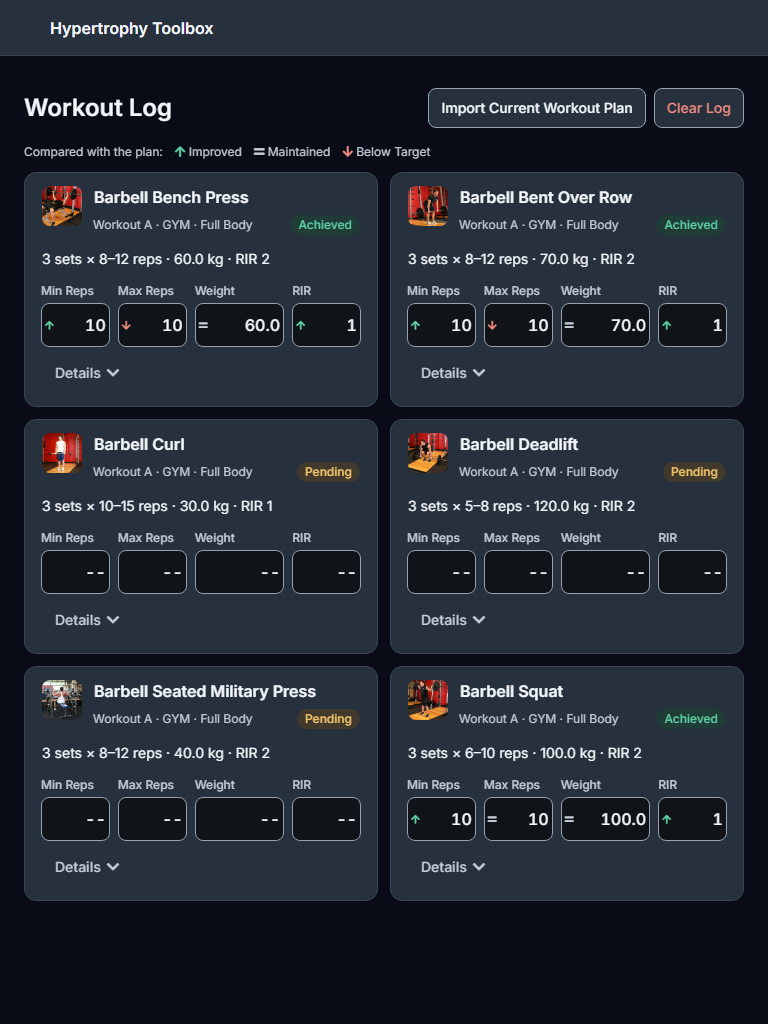 Hypertrophy Toolbox
Workout Log
Import Current Workout Plan
Clear Log
Compared with the plan: ↑ Improved = Maintained ↓ Below Target
Barbell Bench Press
Workout A · GYM · Full Body
Achieved
3 sets × 8–12 reps · 60.0 kg · RIR 2
Min Reps Max Reps Weight RIR
↑ 10 ↓ 10 = 60.0 ↑ 1
Details
Barbell Bent Over Row
Workout A · GYM · Full Body
Achieved
3 sets × 8–12 reps · 70.0 kg · RIR 2
Min Reps Max Reps Weight RIR
↑ 10 ↓ 10 = 70.0 ↑ 1
Details
Barbell Curl
Workout A · GYM · Full Body
Pending
3 sets × 10–15 reps · 30.0 kg · RIR 1
Min Reps Max Reps Weight RIR
-- -- -- --
Details
Barbell Deadlift
Workout A · GYM · Full Body
Pending
3 sets × 5–8 reps · 120.0 kg · RIR 2
Min Reps Max Reps Weight RIR
-- -- -- --
Details
Barbell Seated Military Press
Workout A · GYM · Full Body
Pending
3 sets × 8–12 reps · 40.0 kg · RIR 2
Min Reps Max Reps Weight RIR
-- -- -- --
Details
Barbell Squat
Workout A · GYM · Full Body
Achieved
3 sets × 6–10 reps · 100.0 kg · RIR 2
Min Reps Max Reps Weight RIR
↑ 10 = 10 = 100.0 ↑ 1
Details